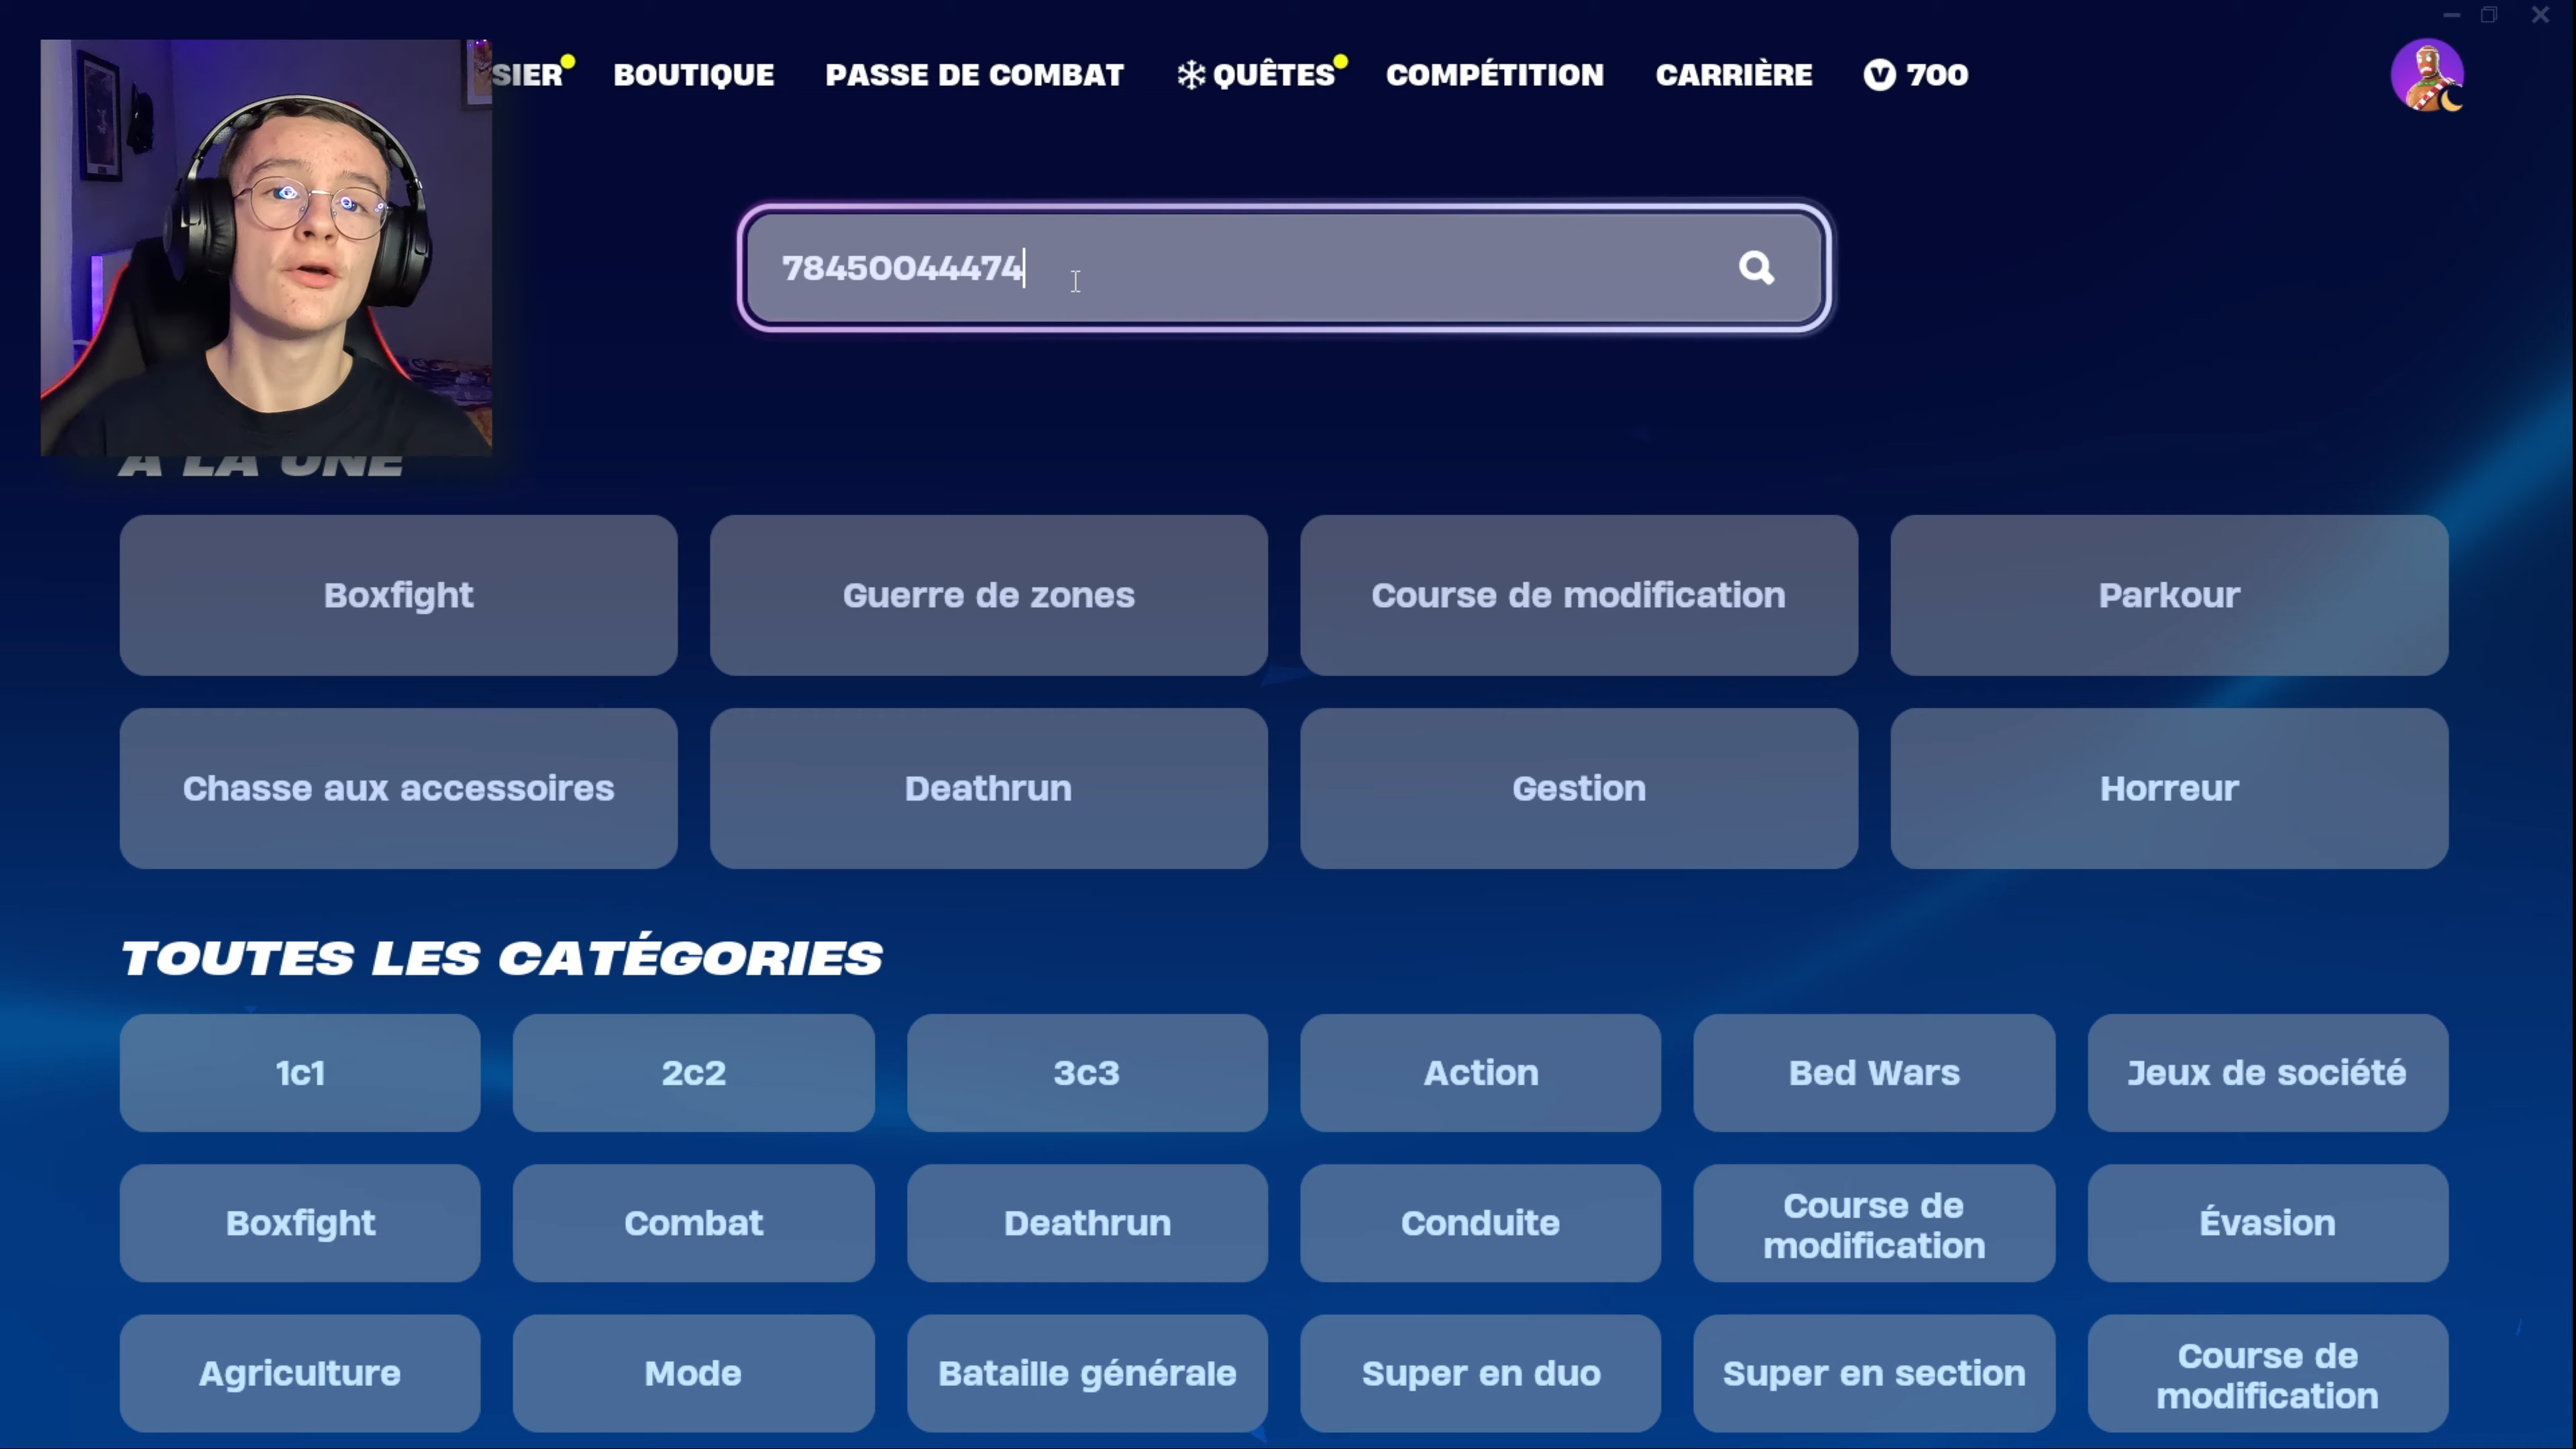 SIER
BOUTIQUE
PASSE DE COMBAT
QUÊTES
COMPÉTITION
CARRIÈRE
V 700
78450044474
À LA UNE
Boxfight
Guerre de zones
Course de modification
Parkour
Chasse aux accessoires
Deathrun
Gestion
Horreur
TOUTES LES CATÉGORIES
1c1
2c2
3c3
Action
Bed Wars
Jeux de société
Boxfight
Combat
Deathrun
Conduite
Course de
modification
Évasion
Agriculture
Mode
Bataille générale
Super en duo
Super en section
Course de
modification